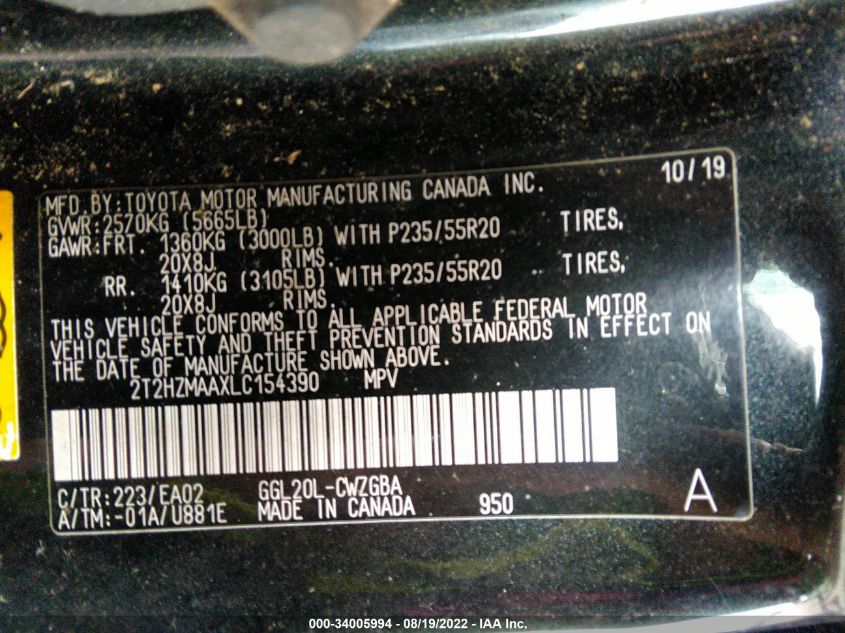 MFD. BY: TOYOTA MOTOR MANUFACTURING CANADA INC. 10/19
GVWR: 2570KG (5665LB)
GAWR: FRT. 1360KG (3000LB) WITH P235/55R20 TIRES,
20X8J RIMS.
RR. 1410KG (3105LB) WITH P235/55R20 TIRES,
20X8J RIMS.
THIS VEHICLE CONFORMS TO ALL APPLICABLE FEDERAL MOTOR
VEHICLE SAFETY AND THEFT PREVENTION STANDARDS IN EFFECT ON
THE DATE OF MANUFACTURE SHOWN ABOVE.
2T2HZMAAXLC154390 MPV
C/TR: 223/EA02 GGL20L-CWZGBA
A/TM: -01A/U881E MADE IN CANADA 950 A
000-34005994 - 08/19/2022 - IAA Inc.